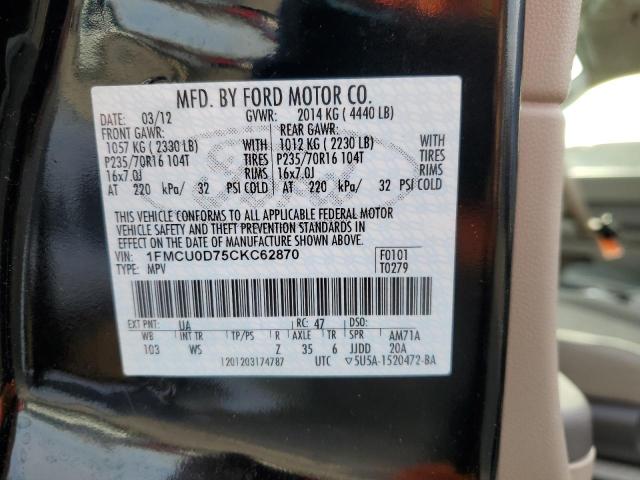 MFD. BY FORD MOTOR CO.
DATE: 03/12 GVWR: 2014 KG ( 4440 LB)
FRONT GAWR: REAR GAWR:
1057 KG ( 2330 LB) WITH 1012 KG ( 2230 LB) WITH
P235/70R16 104T TIRES P235/70R16 104T TIRES
16x7.0J RIMS 16x7.0J RIMS
AT 220 kPa/ 32 PSI COLD AT 220 kPa/ 32 PSI COLD
Ford
THIS VEHICLE CONFORMS TO ALL APPLICABLE FEDERAL MOTOR
VEHICLE SAFETY AND THEFT PREVENTION STANDARDS IN
EFFECT ON THE DATE OF MANUFACTURE SHOWN ABOVE.
VIN: 1FMCU0D75CKC62870 F0101
TYPE: MPV T0279
EXT PNT: UA RC: 47 DSO:
WB INT TR TP/PS R AXLE TR SPR AM71A
103 WS Z 35 6 JJDD 20A
1201203174787 UTC ▽5U5A-1520472-BA